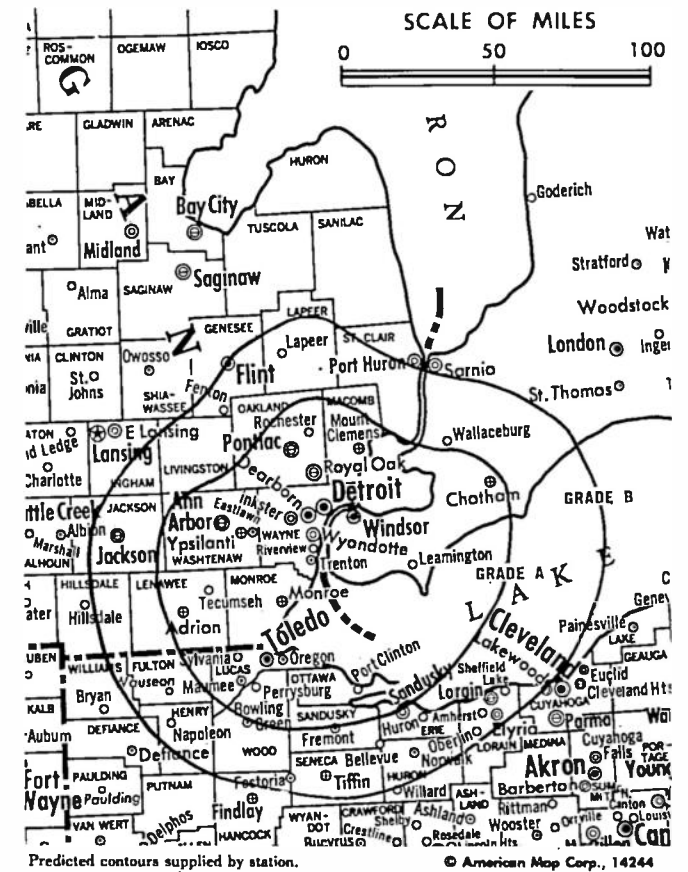 SCALE OF MILES
0 50 100
ROS-
COMMON
OGEMAW
IOSCO
G
GLADWIN
ARENAC
R
O
N
HURON
BAY
MID-
LAND
A
Bay City
Goderich
TUSCOLA
SANILAC
Midland
Stratford
Saginaw
Alma
SAGINAW
Woodstock
GRATIOT
N
GENESEE
LAPEER
ST. CLAIR
London
CLINTON
Owosso
Lapeer
Port Huron
Sarnia
St.
Johns
SHIA-
WASSEE
Flint
Fenton
St. Thomas
OAKLAND
MACOMB
Rochester
Mount
Clemens
Wallaceburg
E Lansing
Lansing
Pontiac
Royal Oak
Charlotte
INGHAM
LIVINGSTON
Dearborn
Detroit
Chatham
GRADE B
JACKSON
Ann
Arbor
Inkster
Eastlawn
Windsor
Albion
Marshall
Jackson
Ypsilanti
WASHTENAW
WAYNE
Riverview
Wyandotte
Trenton
Leamington
E
GRADE A
K
A
L
HILLSDALE
LENAWEE
MONROE
Tecumseh
Monroe
Hillsdale
Adrion
Toledo
Cleveland
Painesville
LAKE
GEAUGA
WILLIAMS
FULTON
Sylvania
LUCAS
Oregon
Port Clinton
Lakewood
Wauseon
Maumee
OTTAWA
Sandusky
Sheffield
Lake
Euclid
Bryan
Perrysburg
Lorain
Cleveland Hts
CUYAHOGA
HENRY
Bowling
Green
SANDUSKY
Huron
Amherst
Elyria
Parma
DEFIANCE
Napoleon
Fremont
ERIE
Oberlin
LORAIN
MEDINA
Cuyahoga
Falls
Auburn
Defiance
WOOD
SENECA
Bellevue
Norwalk
Akron
Fort
Wayne
PAULDING
Paulding
PUTNAM
Fostoria
Tiffin
HURON
Willard
ASH-
LAND
Barberton
Rittman
Canton
VAN WERT
Delphos
Findlay
HANCOCK
WYAN-
DOT
CRAWFORD
Shelby
Crestline
Ashland
Rosedale
Wooster
Orrville
Predicted contours supplied by station.
© American Map Corp., 14244